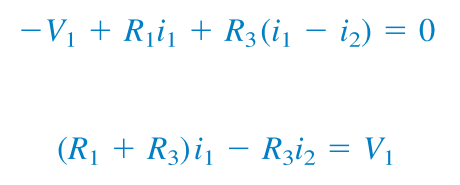 −V₁ + R₁i₁ + R₃(i₁ − i₂) = 0
(R₁ + R₃)i₁ − R₃i₂ = V₁